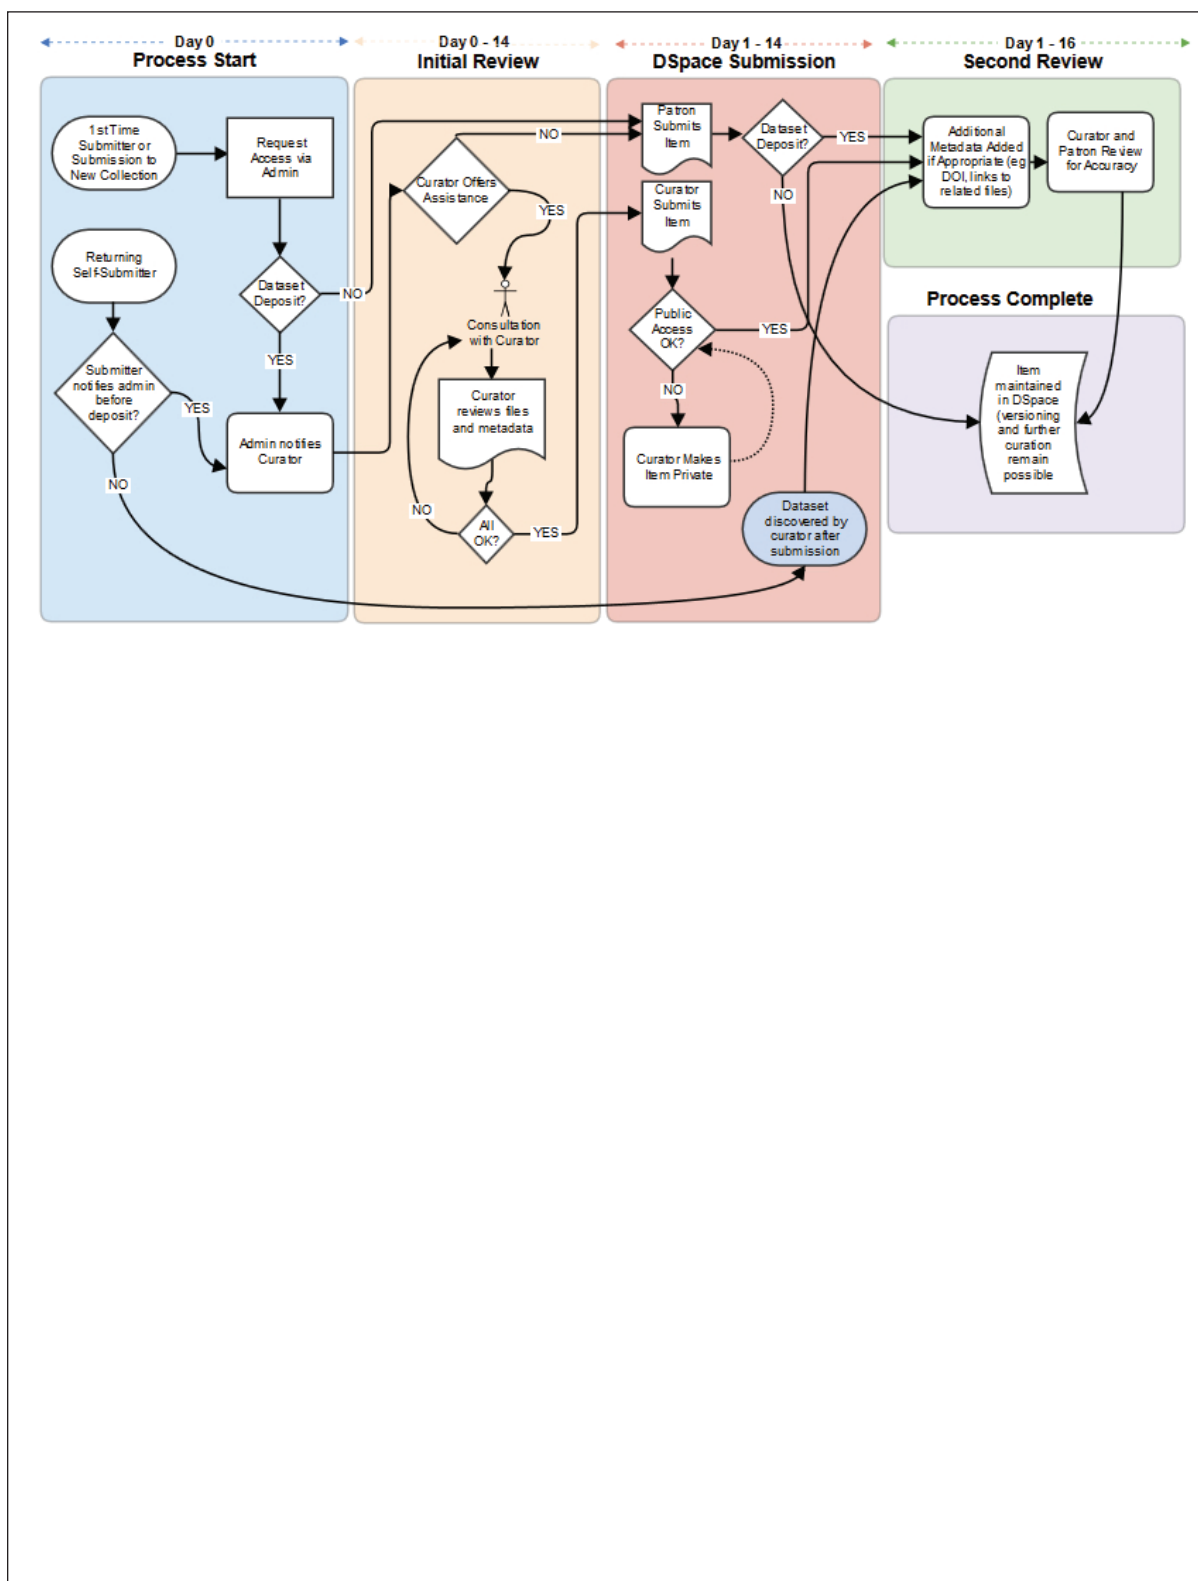 Day 0
Process Start
1st Time
Submitter or
Submission to
New Collection
Request
Access via
Admin
Returning
Self-Submitter
Dataset
Deposit?
NO
YES
Submitter
notifies admin
before
deposit?
YES
NO
Admin notifies
Curator
Day 0 - 14
Initial Review
NO
Curator Offers
Assistance
YES
Consultation
with Curator
Curator
reviews files
and metadata
NO
All
OK?
YES
Day 1 - 14
DSpace Submission
Patron
Submits
Item
Dataset
Deposit?
YES
NO
Curator
Submits
Item
Public
Access
OK?
YES
NO
Curator Makes
Item Private
Dataset
discovered by
curator after
submission
Day 1 - 16
Second Review
Additional
Metadata Added
if Appropriate (eg
DOI, links to
related files)
Curator and
Patron Review
for Accuracy
Process Complete
Item
maintained
in DSpace
(versioning
and further
curation
remain
possible